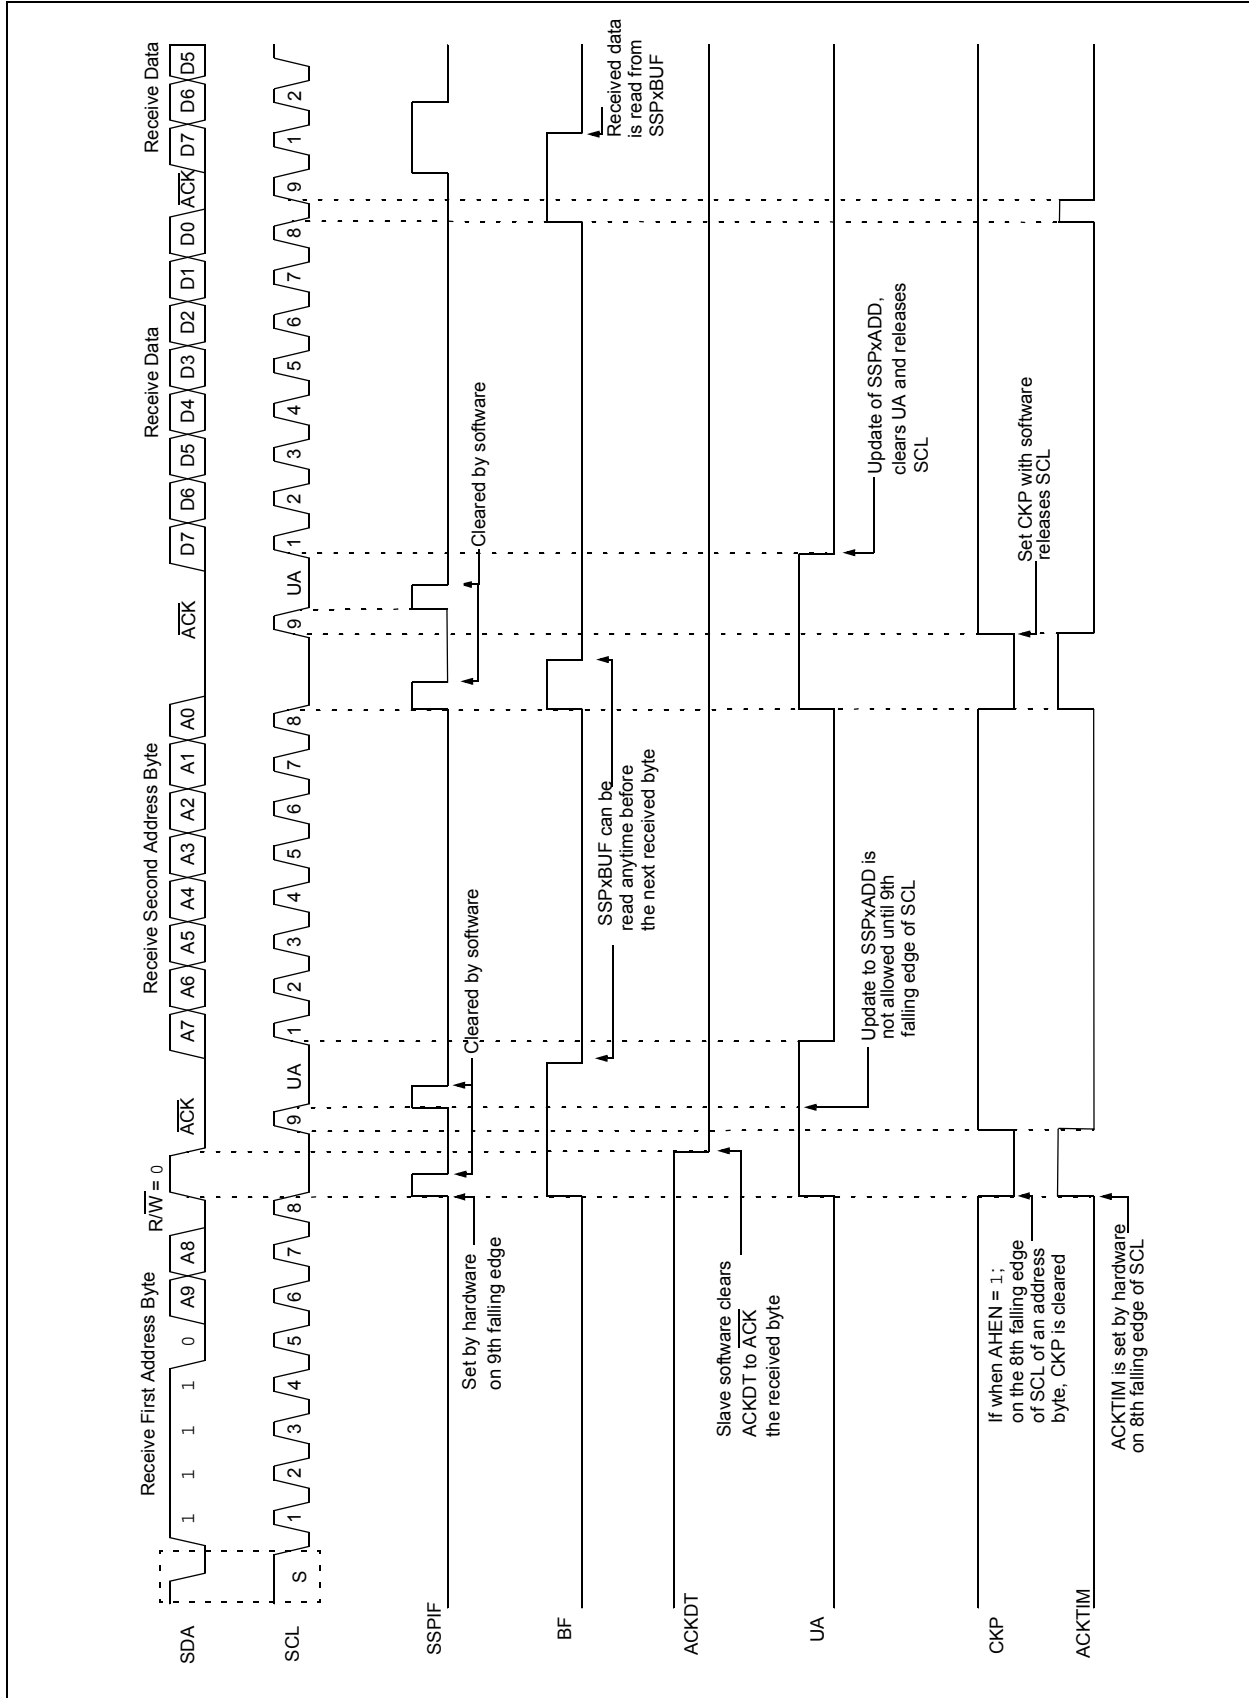 Receive First Address Byte
R/W = 0
Receive Second Address Byte
Receive Data
Receive Data
SDA
1 1 1 1 0 A9 A8 ACK A7 A6 A5 A4 A3 A2 A1 A0 ACK D7 D6 D5 D4 D3 D2 D1 D0 ACK D7 D6 D5
SCL
S 1 2 3 4 5 6 7 8 9 UA 1 2 3 4 5 6 7 8 9 UA 1 2 3 4 5 6 7 8 9 1 2
SSPIF
Set by hardware
on 9th falling edge
Cleared by software
Cleared by software
BF
SSPxBUF can be
read anytime before
the next received byte
Received data
is read from
SSPxBUF
ACKDT
Slave software clears
ACKDT to ACK
the received byte
UA
Update to SSPxADD is
not allowed until 9th
falling edge of SCL
Update of SSPxADD,
clears UA and releases
SCL
CKP
If when AHEN = 1;
on the 8th falling edge
of SCL of an address
byte, CKP is cleared
Set CKP with software
releases SCL
ACKTIM
ACKTIM is set by hardware
on 8th falling edge of SCL